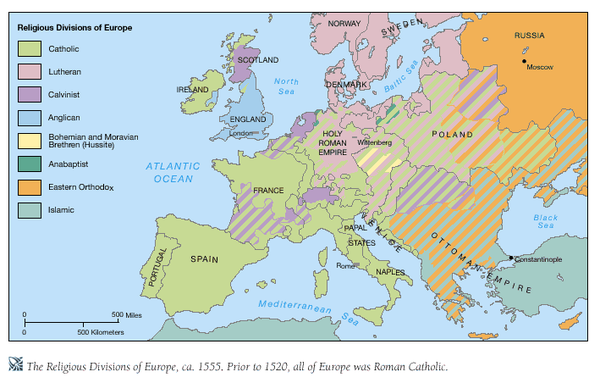 Religious Divisions of Europe
Catholic
Lutheran
Calvinist
Anglican
Bohemian and Moravian
Brethren (Hussite)
Anabaptist
Eastern Orthodox
Islamic
NORWAY
SWEDEN
RUSSIA
Moscow
SCOTLAND
North
Sea
DENMARK
Baltic Sea
IRELAND
ENGLAND
London
HOLY
ROMAN
EMPIRE
Wittenberg
POLAND
ATLANTIC
OCEAN
FRANCE
VENICE
PAPAL
STATES
Black
Sea
OTTOMAN EMPIRE
Constantinople
PORTUGAL
SPAIN
Rome
NAPLES
Mediterranean Sea
0 500 Miles
0 500 Kilometers
The Religious Divisions of Europe, ca. 1555. Prior to 1520, all of Europe was Roman Catholic.